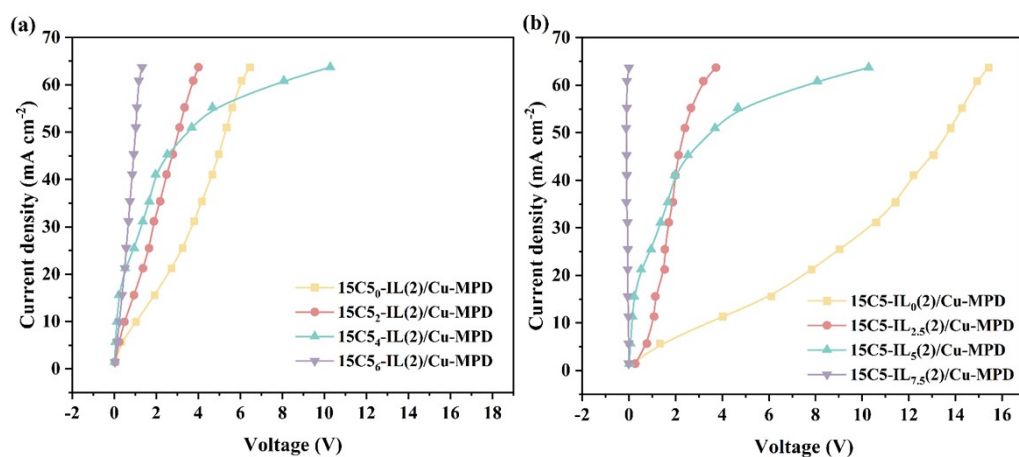 (a)
Current density (mA cm⁻²)
70
60
50
40
30
20
10
0
15C5₀-IL(2)/Cu-MPD
15C5₂-IL(2)/Cu-MPD
15C5₄-IL(2)/Cu-MPD
15C5₆-IL(2)/Cu-MPD
-2 0 2 4 6 8 10 12 14 16 18
Voltage (V)
(b)
Current density (mA cm⁻²)
70
60
50
40
30
20
10
0
15C5-IL₀(2)/Cu-MPD
15C5-IL₂.₅(2)/Cu-MPD
15C5-IL₅(2)/Cu-MPD
15C5-IL₇.₅(2)/Cu-MPD
-2 0 2 4 6 8 10 12 14 16
Voltage (V)